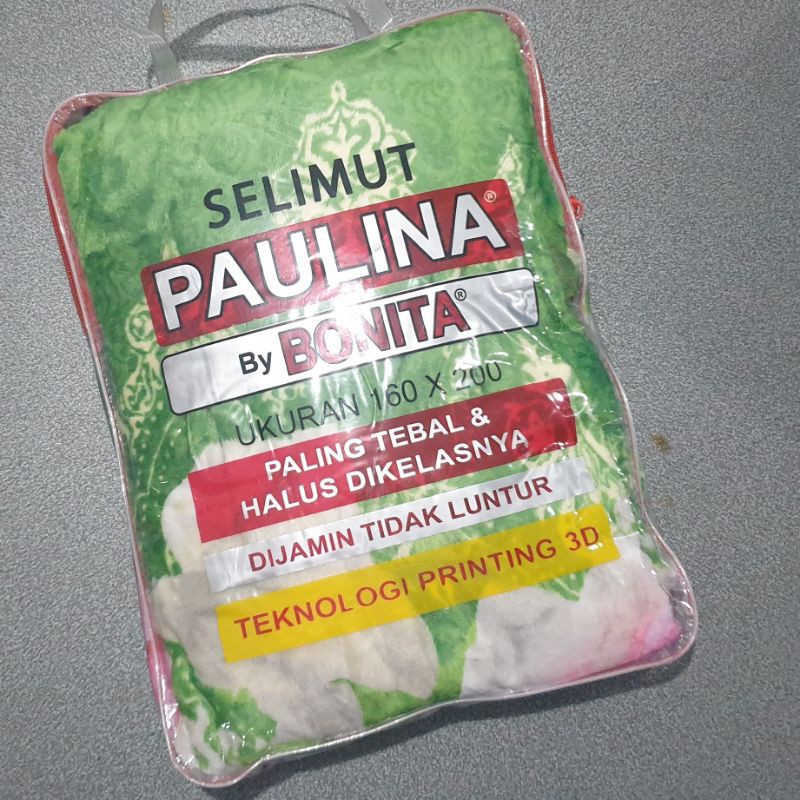 SELIMUT
PAULINA®
By BONITA®
UKURAN 160 X 200
PALING TEBAL &
HALUS DIKELASNYA
DIJAMIN TIDAK LUNTUR
TEKNOLOGI PRINTING 3D